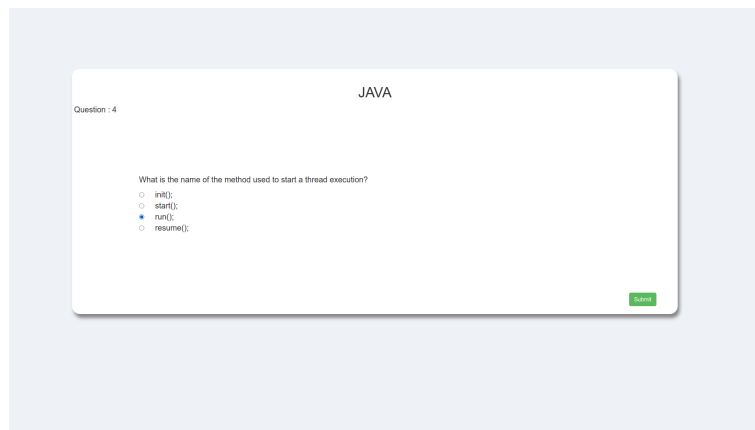 JAVA
Question : 4
What is the name of the method used to start a thread execution?
init();
start();
run();
resume();
Submit